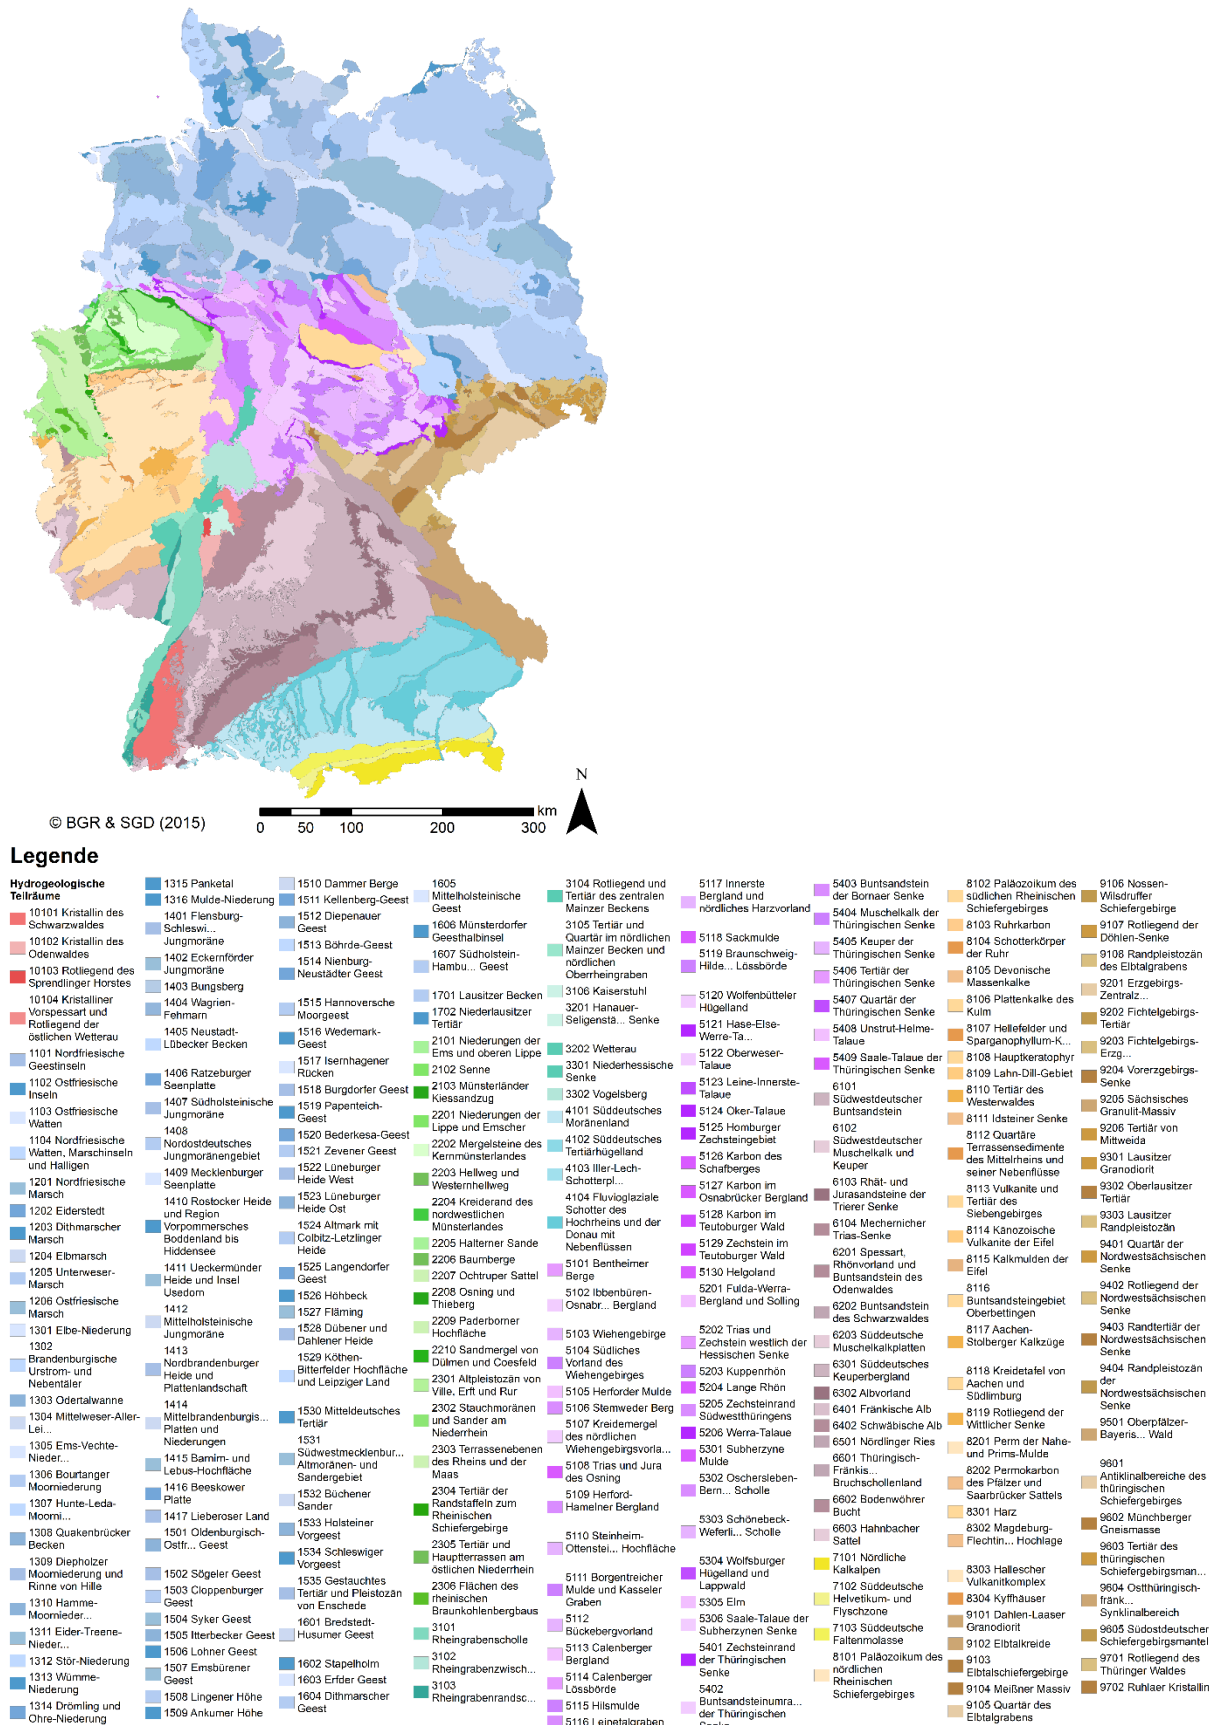 N
km
© BGR & SGD (2015)
0 50 100 200 300
Legende
Hydrogeologische
Teilräume
10101 Kristallin des
Schwarzwaldes
10102 Kristallin des
Odenwaldes
10103 Rotliegend des
Sprendlinger Horstes
10104 Kristalliner
Vorspessart und
Rotliegend der
östlichen Wetterau
1101 Nordfriesische
Geestinseln
1102 Ostfriesische
Inseln
1103 Ostfriesische
Watten
1104 Nordfriesische
Watten, Marschinseln
und Halligen
1201 Nordfriesische
Marsch
1202 Eiderstedt
1203 Dithmarscher
Marsch
1204 Elbmarsch
1205 Unterweser-
Marsch
1206 Ostfriesische
Marsch
1301 Elbe-Niederung
1302
Brandenburgische
Urstrom- und
Nebentäler
1303 Odertalwanne
1304 Mittelweser-Aller-
Lei...
1305 Ems-Vechte-
Nieder...
1306 Bourtanger
Moorniederung
1307 Hunte-Leda-
Moorni...
1308 Quakenbrücker
Becken
1309 Diepholzer
Moorniederung und
Rinne von Hille
1310 Hamme-
Moornieder...
1311 Eider-Treene-
Nieder...
1312 Stör-Niederung
1313 Wümme-
Niederung
1314 Drömling und
Ohre-Niederung
1315 Panketal
1316 Mulde-Niederung
1401 Flensburg-
Schleswi...
Jungmoräne
1402 Eckernförder
Jungmoräne
1403 Bungsberg
1404 Wagrien-
Fehmarn
1405 Neustadt-
Lübecker Becken
1406 Ratzeburger
Seenplatte
1407 Südholsteinische
Jungmoräne
1408
Nordostdeutsches
Jungmoränengebiet
1409 Mecklenburger
Seenplatte
1410 Rostocker Heide
und Region
Vorpommersches
Boddenland bis
Hiddensee
1411 Ueckermünder
Heide und Insel
Usedorn
1412
Mittelholsteinische
Jungmoräne
1413
Nordbrandenburger
Heide und
Plattenlandschaft
1414
Mittelbrandenburgis...
Platten und
Niederungen
1415 Barnim- und
Lebus-Hochfläche
1416 Beeskower
Platte
1417 Lieberoser Land
1501 Oldenburgisch-
Ostfr... Geest
1502 Sögeler Geest
1503 Cloppenburger
Geest
1504 Syker Geest
1505 Itterbecker Geest
1506 Lohner Geest
1507 Emsbürener
Geest
1508 Lingener Höhe
1509 Ankumer Höhe
1510 Dammer Berge
1511 Kellenberg-Geest
1512 Diepenauer
Geest
1513 Böhrde-Geest
1514 Nienburg-
Neustädter Geest
1515 Hannoversche
Moorgeest
1516 Wedemark-
Geest
1517 Isernhagener
Rücken
1518 Burgdorfer Geest
1519 Papenteich-
Geest
1520 Bederkesa-Geest
1521 Zevener Geest
1522 Lüneburger
Heide West
1523 Lüneburger
Heide Ost
1524 Altmark mit
Colbitz-Letzlinger
Heide
1525 Langendorfer
Geest
1526 Höhbeck
1527 Fläming
1528 Dübener und
Dahlener Heide
1529 Köthen-
Bitterfelder Hochfläche
und Leipziger Land
1530 Mitteldeutsches
Tertiär
1531
Südwestmecklenbur...
Altmoränen- und
Sandergebiet
1532 Büchener
Sander
1533 Holsteiner
Vorgeest
1534 Schleswiger
Vorgeest
1535 Gestauchtes
Tertiär und Pleistozän
von Enschede
1601 Bredstedt-
Husumer Geest
1602 Stapelholm
1603 Erfder Geest
1604 Dithmarscher
Geest
1605
Mittelholsteinische
Geest
1606 Münsterdorfer
Geesthalbinsel
1607 Südholstein-
Hambu... Geest
1701 Lausitzer Becken
1702 Niederlausitzer
Tertiär
2101 Niederungen der
Ems und oberen Lippe
2102 Senne
2103 Münsterländer
Kiessandzug
2201 Niederungen der
Lippe und Emscher
2202 Mergelsteine des
Kernmünsterlandes
2203 Hellweg und
Westernhellweg
2204 Kreiderand des
nordwestlichen
Münsterlandes
2205 Halterner Sande
2206 Baumberge
2207 Ochtruper Sattel
2208 Osning und
Thieberg
2209 Paderborner
Hochfläche
2210 Sandmergel von
Dülmen und Coesfeld
2301 Altpleistozän von
Ville, Erft und Rur
2302 Stauchmoränen
und Sander am
Niederrhein
2303 Terrassenebenen
des Rheins und der
Maas
2304 Tertiär der
Randstaffeln zum
Rheinischen
Schiefergebirge
2305 Tertiär und
Hauptterrassen am
östlichen Niederrhein
2306 Flächen des
rheinischen
Braunkohlenbergbaus
3101
Rheingrabenscholle
3102
Rheingrabenzwisch...
3103
Rheingrabenrandsc...
3104 Rotliegend und
Tertiär des zentralen
Mainzer Beckens
3105 Tertiär und
Quartär im nördlichen
Mainzer Becken und
nördlichen
Oberrheingraben
3106 Kaiserstuhl
3201 Hanauer-
Seligenstä... Senke
3202 Wetterau
3301 Niederhessische
Senke
3302 Vogelsberg
4101 Süddeutsches
Moränenland
4102 Süddeutsches
Tertiärhügelland
4103 Iller-Lech-
Schotterpl...
4104 Fluvioglaziale
Schotter des
Hochrheins und der
Donau mit
Nebenflüssen
5101 Bentheimer
Berge
5102 Ibbenbüren-
Osnabr... Bergland
5103 Wiehengebirge
5104 Südliches
Vorland des
Wiehengebirges
5105 Herforder Mulde
5106 Stemweder Berg
5107 Kreidemergel
des nördlichen
Wiehengebirgsvorla...
5108 Trias und Jura
des Osning
5109 Herford-
Hamelner Bergland
5110 Steinheim-
Ottenstei... Hochfläche
5111 Borgentreicher
Mulde und Kasseler
Graben
5112
Bückebergvorland
5113 Calenberger
Bergland
5114 Calenberger
Lössbörde
5115 Hilsmulde
5116 Leinetalgraben
5117 Innerste
Bergland und
nördliches Harzvorland
5118 Sackmulde
5119 Braunschweig-
Hilde... Lössbörde
5120 Wolfenbütteler
Hügelland
5121 Hase-Else-
Werre-Ta...
5122 Oberweser-
Talaue
5123 Leine-Innerste-
Talaue
5124 Oker-Talaue
5125 Homburger
Zechsteingebiet
5126 Karbon des
Schafberges
5127 Karbon im
Osnabrücker Bergland
5128 Karbon im
Teutoburger Wald
5129 Zechstein im
Teutoburger Wald
5130 Helgoland
5201 Fulda-Werra-
Bergland und Solling
5202 Trias und
Zechstein westlich der
Hessischen Senke
5203 Kuppenrhön
5204 Lange Rhön
5205 Zechsteinrand
Südwestthüringens
5206 Werra-Talaue
5301 Subherzyne
Mulde
5302 Oschersleben-
Bern... Scholle
5303 Schönebeck-
Weferli... Scholle
5304 Wolfsburger
Hügelland und
Lappwald
5305 Elm
5306 Saale-Talaue der
Subherzynen Senke
5401 Zechsteinrand
der Thüringischen
Senke
5402
Buntsandsteinumra...
der Thüringischen
5403 Buntsandstein
der Bornaer Senke
5404 Muschelkalk der
Thüringischen Senke
5405 Keuper der
Thüringischen Senke
5406 Tertiär der
Thüringischen Senke
5407 Quartär der
Thüringischen Senke
5408 Unstrut-Helme-
Talaue
5409 Saale-Talaue der
Thüringischen Senke
6101
Südwestdeutscher
Buntsandstein
6102
Südwestdeutscher
Muschelkalk und
Keuper
6103 Rhät- und
Jurasandsteine der
Trierer Senke
6104 Mechernicher
Trias-Senke
6201 Spessart,
Rhönvorland und
Buntsandstein des
Odenwaldes
6202 Buntsandstein
des Schwarzwaldes
6203 Süddeutsche
Muschelkalkplatten
6301 Süddeutsches
Keuperbergland
6302 Albvorland
6401 Fränkische Alb
6402 Schwäbische Alb
6501 Nördlinger Ries
6601 Thüringisch-
Fränkis...
Bruchschollenland
6602 Bodenwöhrer
Bucht
6603 Hahnbacher
Sattel
7101 Nördliche
Kalkalpen
7102 Süddeutsche
Helvetikum- und
Flyschzone
7103 Süddeutsche
Faltenmolasse
8101 Paläozoikum des
nördlichen
Rheinischen
Schiefergebirges
8102 Paläozoikum des
südlichen Rheinischen
Schiefergebirges
8103 Ruhrkarbon
8104 Schotterkörper
der Ruhr
8105 Devonische
Massenkalke
8106 Plattenkalke des
Kulm
8107 Hellefelder und
Sparganophyllum-K...
8108 Hauptkeratophyr
8109 Lahn-Dill-Gebiet
8110 Tertiär des
Westerwaldes
8111 Idsteiner Senke
8112 Quartäre
Terrassensedimente
des Mittelrheins und
seiner Nebenflüsse
8113 Vulkanite und
Tertiär des
Siebengebirges
8114 Känozoische
Vulkanite der Eifel
8115 Kalkmulden der
Eifel
8116
Buntsandsteingebiet
Oberbettingen
8117 Aachen-
Stolberger Kalkzüge
8118 Kreidetafel von
Aachen und
Südlimburg
8119 Rotliegend der
Wittlicher Senke
8201 Perm der Nahe-
und Prims-Mulde
8202 Permokarbon
des Pfälzer und
Saarbrücker Sattels
8301 Harz
8302 Magdeburg-
Flechtin... Hochlage
8303 Hallescher
Vulkanitkomplex
8304 Kyffhäuser
9101 Dahlen-Laaser
Granodiorit
9102 Elbtalkreide
9103
Elbtalschiefergebirge
9104 Meißner Massiv
9105 Quartär des
Elbtalgrabens
9106 Nossen-
Wilsdruffer
Schiefergebirge
9107 Rotliegend der
Döhlen-Senke
9108 Randpleistozän
des Elbtalgrabens
9201 Erzgebirgs-
Zentralz...
9202 Fichtelgebirgs-
Tertiär
9203 Fichtelgebirgs-
Erzg...
9204 Vorerzgebirgs-
Senke
9205 Sächsisches
Granulit-Massiv
9206 Tertiär von
Mittweida
9301 Lausitzer
Granodiorit
9302 Oberlausitzer
Tertiär
9303 Lausitzer
Randpleistozän
9401 Quartär der
Nordwestsächsischen
Senke
9402 Rotliegend der
Nordwestsächsischen
Senke
9403 Randtertiär der
Nordwestsächsischen
Senke
9404 Randpleistozän
der
Nordwestsächsischen
Senke
9501 Oberpfälzer-
Bayeris... Wald
9601
Antiklinalbereiche des
thüringischen
Schiefergebirges
9602 Münchberger
Gneismasse
9603 Tertiär des
thüringischen
Schiefergebirgsman...
9604 Ostthüringisch-
fränk...
Synklinalbereich
9605 Südostdeutscher
Schiefergebirgsmantel
9701 Rotliegend des
Thüringer Waldes
9702 Ruhlaer Kristallin